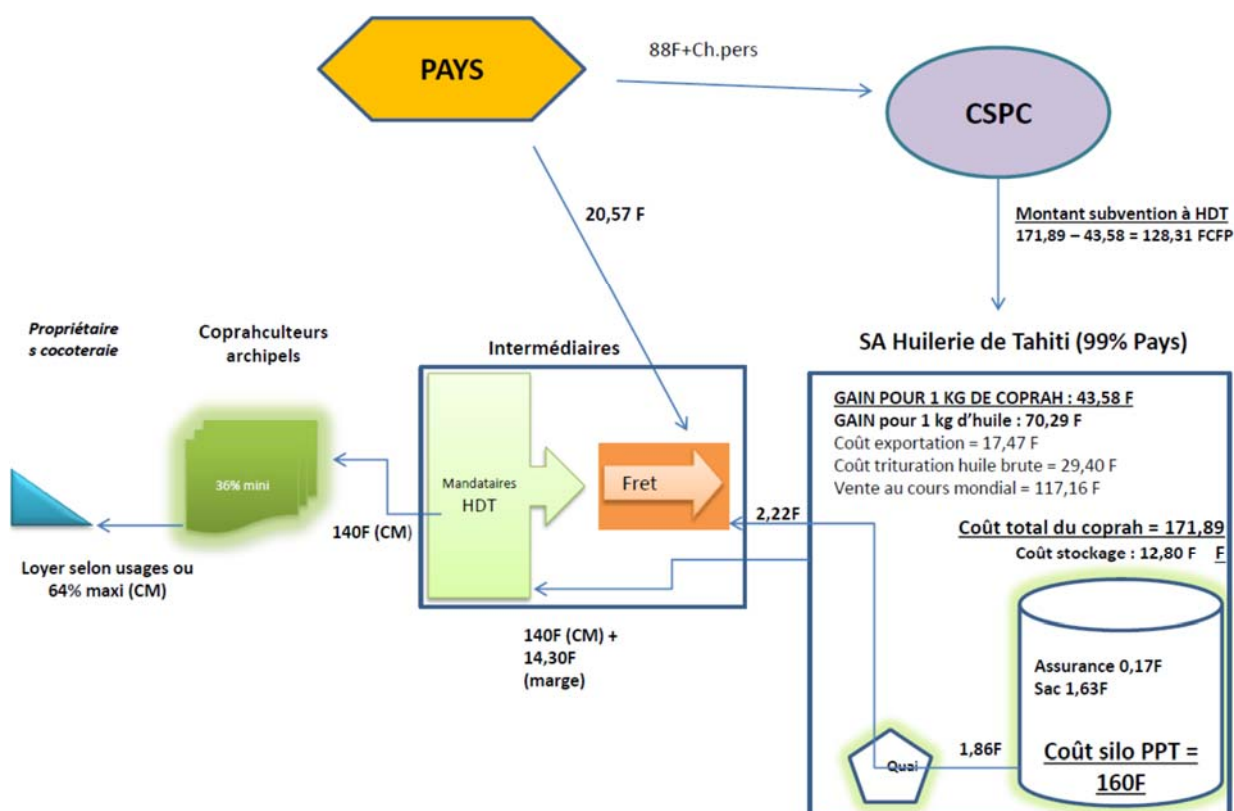 PAYS
88F+Ch.pers
CSPC
20,57 F
Montant subvention à HDT
171,89 – 43,58 = 128,31 FCFP
Propriétaire
s cocoteraie
Coprahculteurs
archipels
Intermédiaires
SA Huilerie de Tahiti (99% Pays)
GAIN POUR 1 KG DE COPRAH : 43,58 F
GAIN pour 1 kg d’huile : 70,29 F
Coût exportation = 17,47 F
Coût trituration huile brute = 29,40 F
Vente au cours mondial = 117,16 F
36% mini
Mandataires
HDT
Fret
2,22F
140F (CM)
Coût total du coprah = 171,89
Coût stockage : 12,80 F F
Loyer selon usages ou
64% maxi (CM)
140F (CM) +
14,30F
(marge)
Assurance 0,17F
Sac 1,63F
Quai
1,86F
Coût silo PPT =
160F